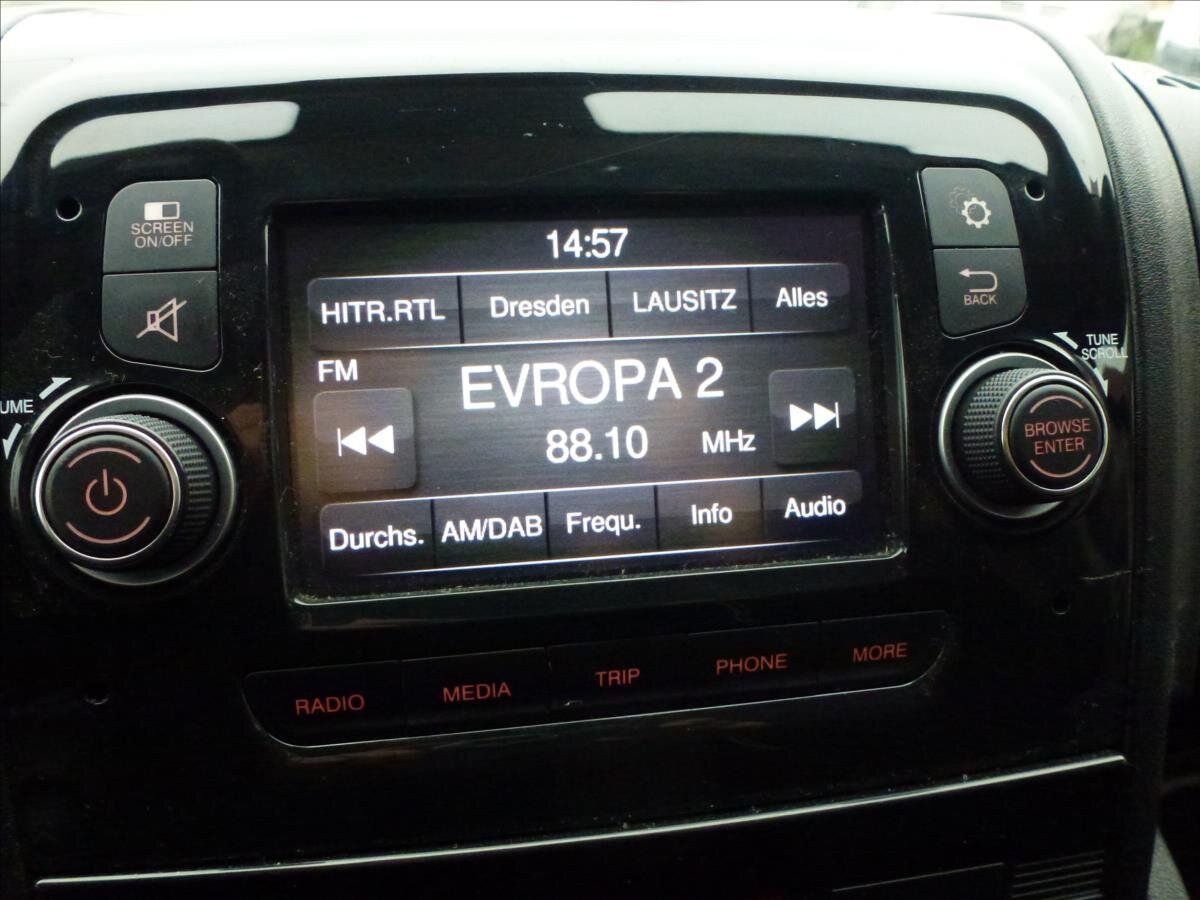 SCREEN
ON/OFF
14:57
BACK
HITR.RTL Dresden LAUSITZ Alles
TUNE
SCROLL
FM
EVROPA 2
UME
88.10 MHz
BROWSE
ENTER
Durchs. AM/DAB Frequ. Info Audio
RADIO MEDIA TRIP PHONE MORE